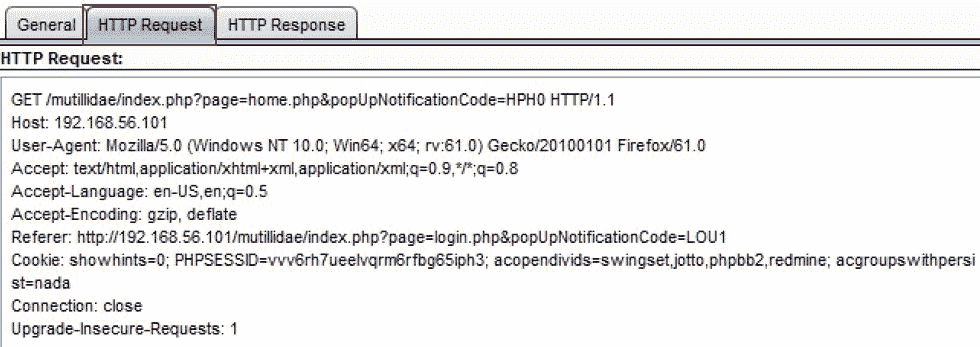 General HTTP Request HTTP Response
HTTP Request:
GET /mutillidae/index.php?page=home.php&popUpNotificationCode=HPH0 HTTP/1.1
Host: 192.168.56.101
User-Agent: Mozilla/5.0 (Windows NT 10.0; Win64; x64; rv:61.0) Gecko/20100101 Firefox/61.0
Accept: text/html,application/xhtml+xml,application/xml;q=0.9,*/*;q=0.8
Accept-Language: en-US,en;q=0.5
Accept-Encoding: gzip, deflate
Referer: http://192.168.56.101/mutillidae/index.php?page=login.php&popUpNotificationCode=LOU1
Cookie: showhints=0; PHPSESSID=vvv6rh7ueelvqrm6rfbg65iph3; acopendivids=swingset,jotto,phpbb2,redmine; acgroupswithpersi
st=nada
Connection: close
Upgrade-Insecure-Requests: 1